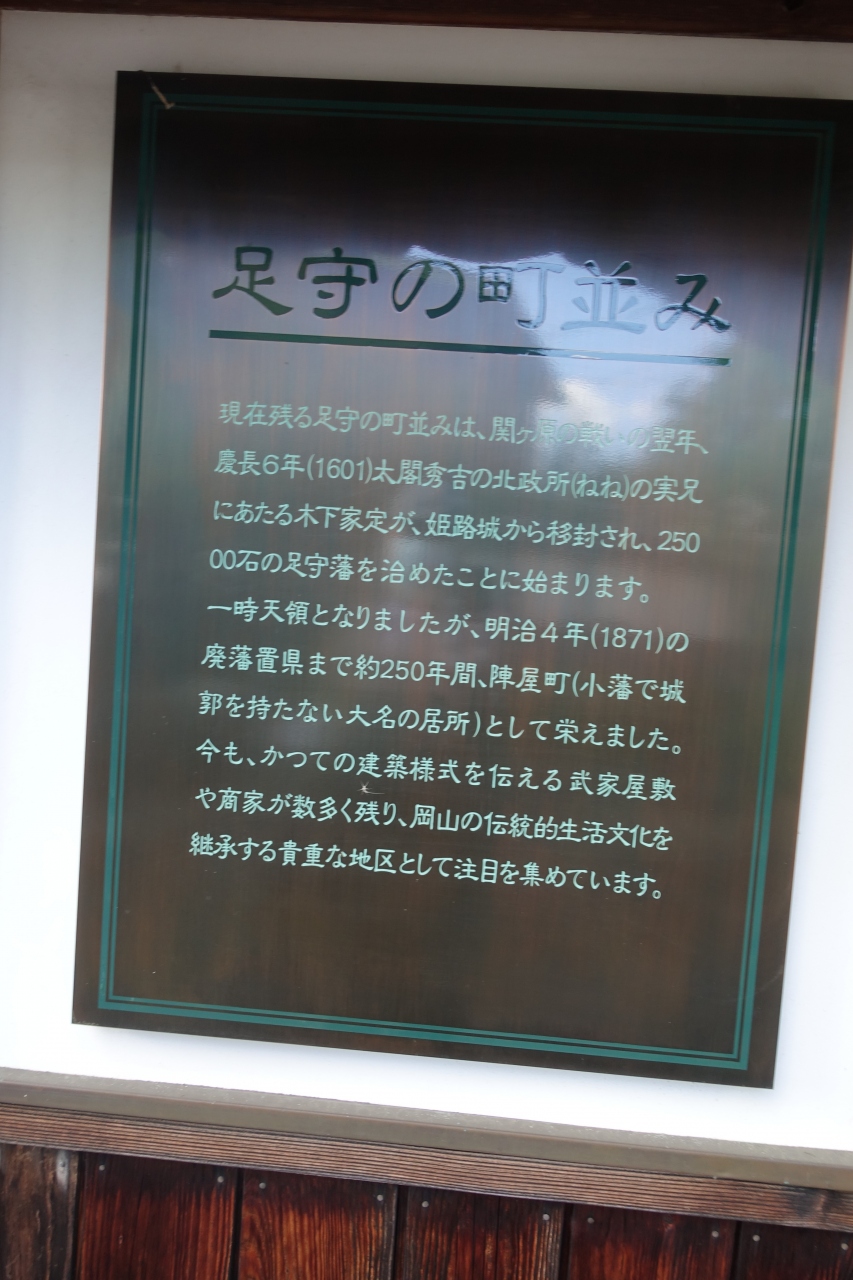 足守の町並み
現在残る足守の町並みは、関ヶ原の戦いの翌年、
慶長6年(1601)太閤秀吉の北政所(ねね)の実兄
にあたる木下家定が、姫路城から移封され、250
00石の足守藩を治めたことに始まります。
一時天領となりましたが、明治4年(1871)の
廃藩置県まで約250年間、陣屋町(小藩で城
郭を持たない大名の居所)として栄えました。
今も、かつての建築様式を伝える武家屋敷
や商家が数多く残り、岡山の伝統的生活文化を
継承する貴重な地区として注目を集めています。